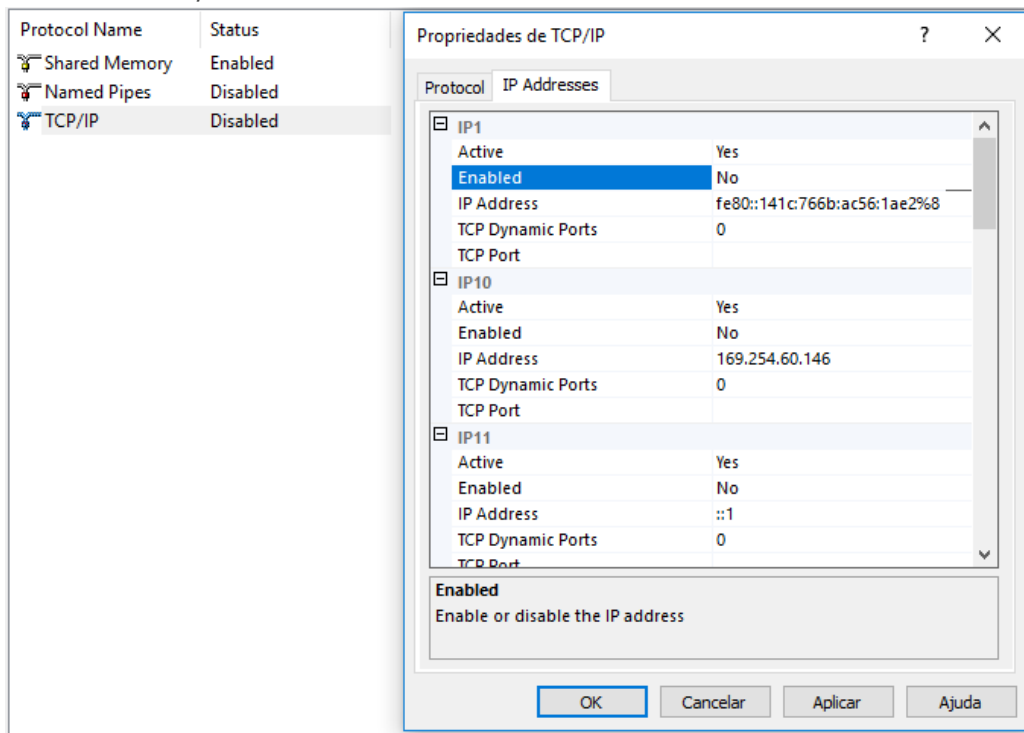 Protocol Name Status
Shared Memory Enabled
Named Pipes Disabled
TCP/IP Disabled
Propriedades de TCP/IP ?
Protocol IP Addresses
IP1
Active Yes
Enabled No
IP Address fe80::141c:766b:ac56:1ae2%8
TCP Dynamic Ports 0
TCP Port
IP10
Active Yes
Enabled No
IP Address 169.254.60.146
TCP Dynamic Ports 0
TCP Port
IP11
Active Yes
Enabled No
IP Address ::1
TCP Dynamic Ports 0
TCP Port
Enabled
Enable or disable the IP address
OK Cancelar Aplicar Ajuda